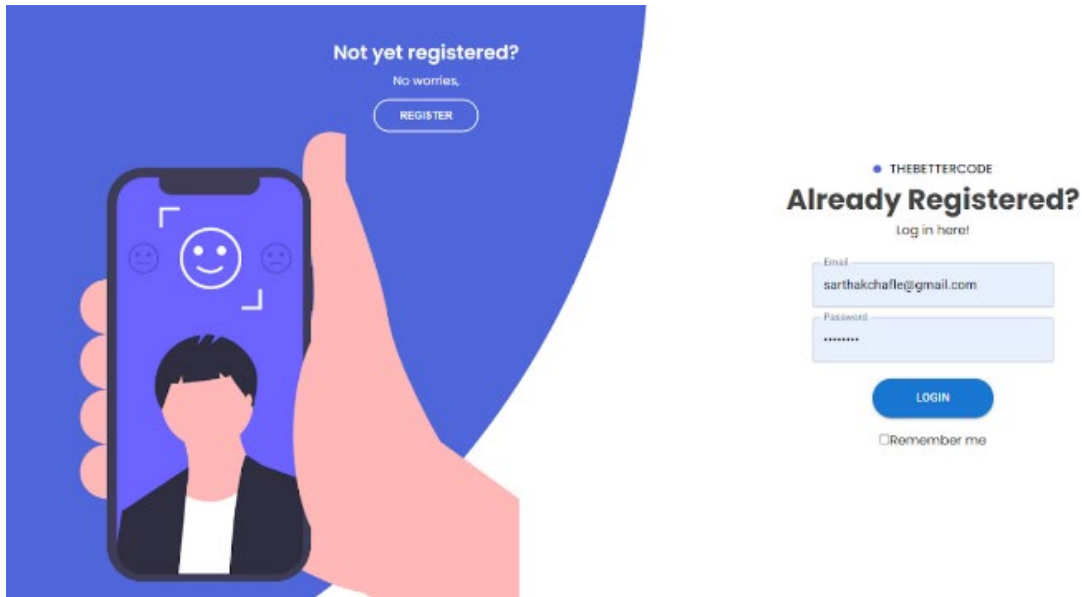 Not yet registered?
No worries,
REGISTER
THEBETTERCODE
Already Registered?
Log in here!
Email
sarthakchafle@gmail.com
Password
••••••••
LOGIN
Remember me